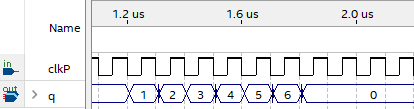 Name
1.2 us 1.6 us 2.0 us
in clkP
out > q 1 2 3 4 5 6 0